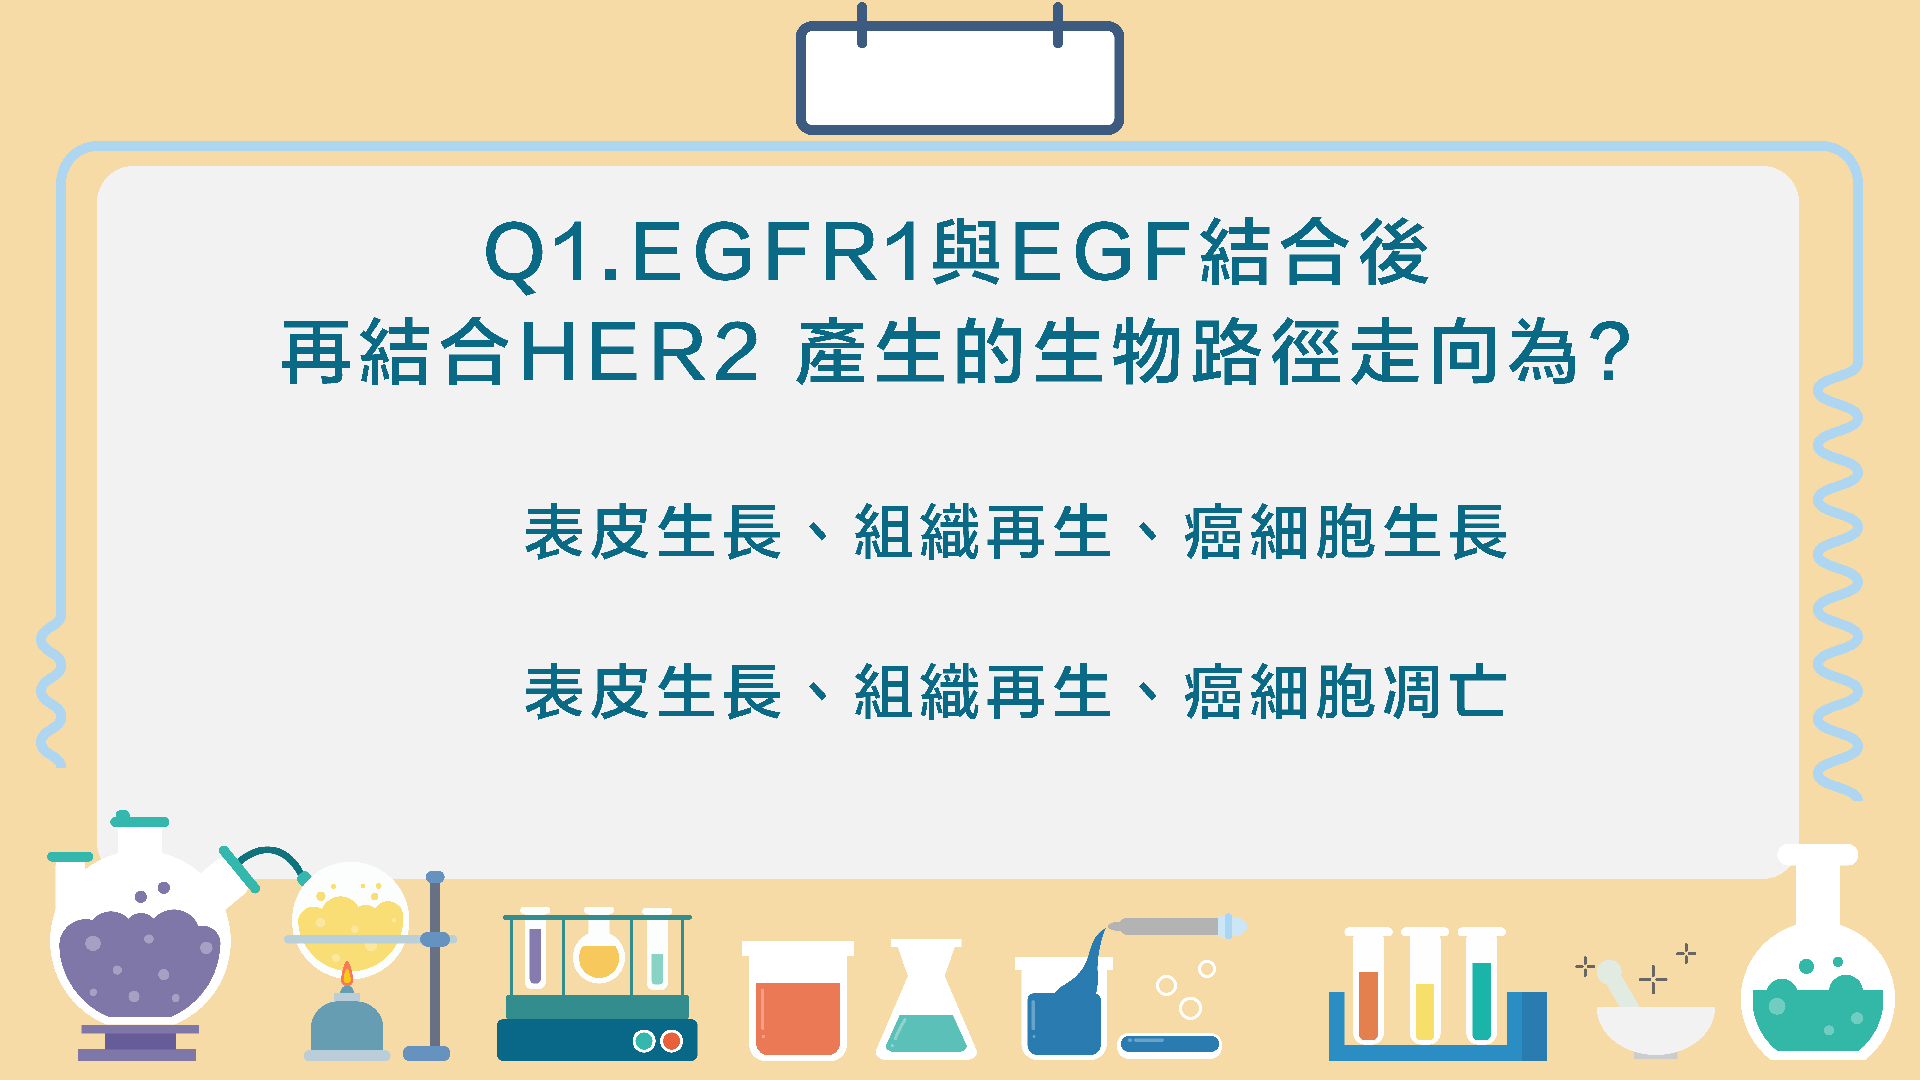 Q1.EGFR1與EGF結合後
再結合HER2 產生的生物路徑走向為?
表皮生長、組織再生、癌細胞生長
表皮生長、組織再生、癌細胞凋亡